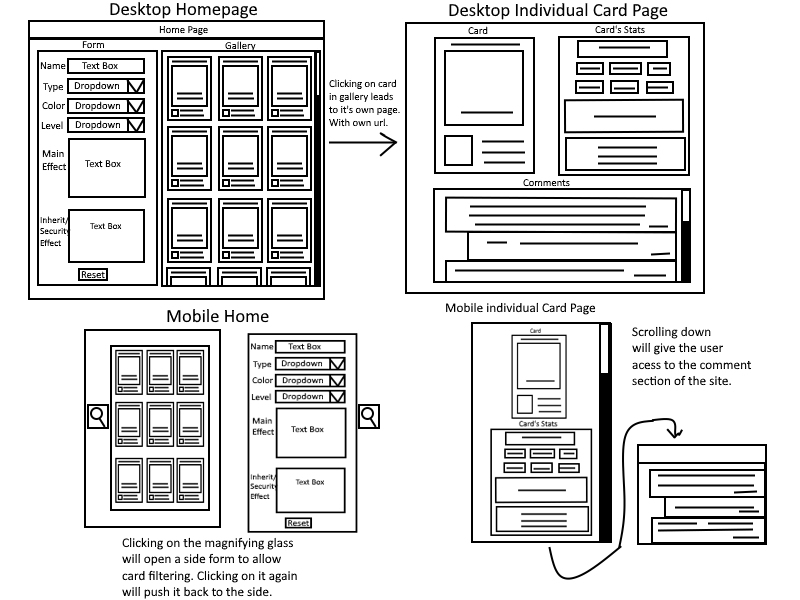 Desktop Homepage
Home Page
Form
Name
Text Box
Type
Dropdown
Color
Dropdown
Level
Dropdown
Main
Effect
Text Box
Inherit/
Security
Effect
Text Box
Reset
Gallery
Clicking on card
in gallery leads
to it's own page.
With own url.
Desktop Individual Card Page
Card
Card's Stats
Comments
Mobile Home
Name
Text Box
Type
Dropdown
Color
Dropdown
Level
Dropdown
Main
Effect
Text Box
Inherit/
Security
Effect
Text Box
Reset
Clicking on the magnifying glass
will open a side form to allow
card filtering. Clicking on it again
will push it back to the side.
Mobile individual Card Page
Card
Card's Stats
Scrolling down
will give the user
acess to the comment
section of the site.